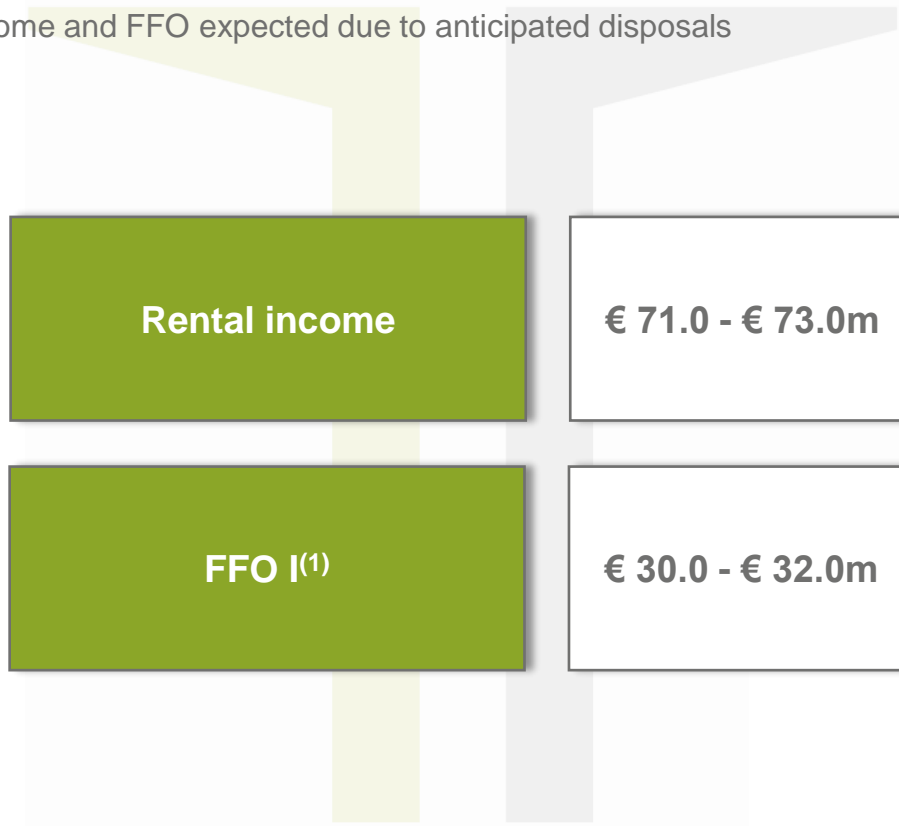 and FFO expected due to anticipated disposals
Rental income
€ 71.0 - € 73.0m
FFO I(1)
€ 30.0 - € 32.0m